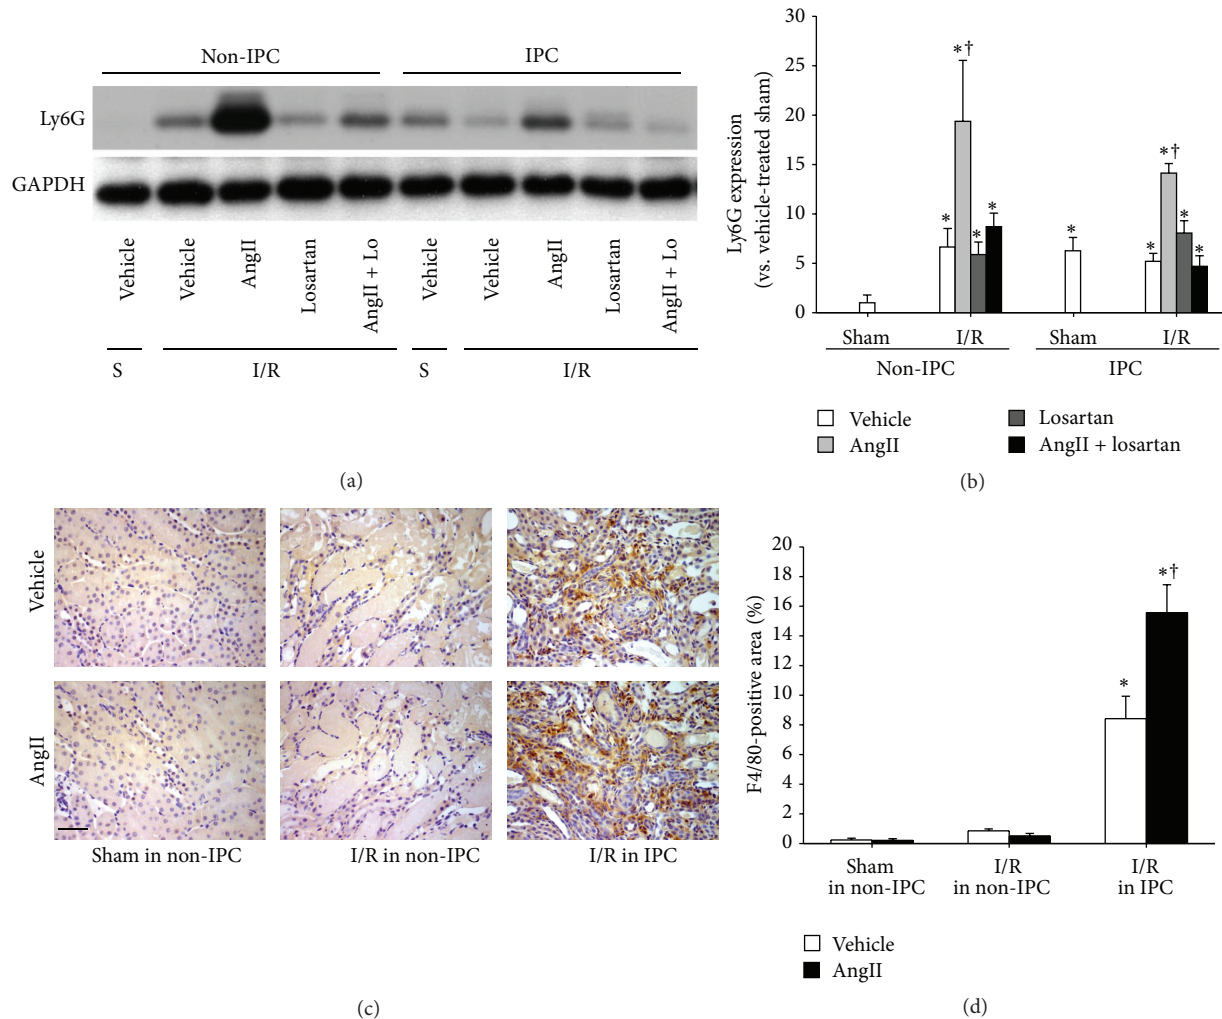 Non-IPC IPC
Ly6G
GAPDH
Vehicle Vehicle AngII Losartan AngII + Lo Vehicle Vehicle AngII Losartan AngII + Lo
S I/R S I/R
(a)
30
25
20
15
10
5
0
Ly6G expression
(vs. vehicle-treated sham)
* *† * * * * *† * *
Sham I/R Sham I/R
Non-IPC IPC
Vehicle Losartan
AngII AngII + losartan
(b)
Vehicle
AngII
Sham in non-IPC I/R in non-IPC I/R in IPC
(c)
20
18
16
14
12
10
8
6
4
2
0
F4/80-positive area (%)
* *†
Sham I/R I/R
in non-IPC in non-IPC in IPC
Vehicle
AngII
(d)